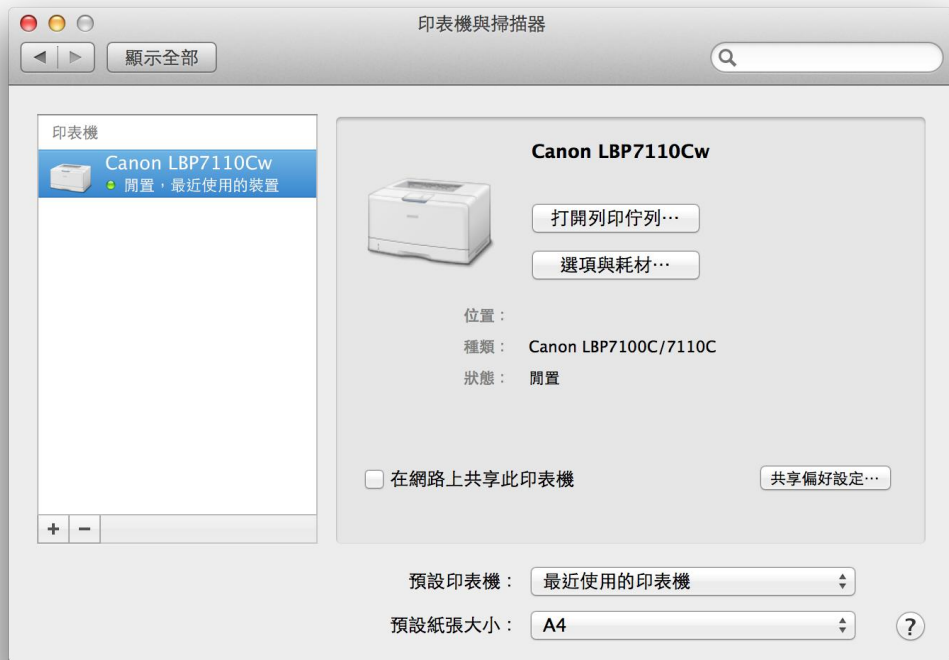 印表機與掃描器
顯示全部
印表機
Canon LBP7110Cw
閒置，最近使用的裝置
Canon LBP7110Cw
打開列印佇列⋯
選項與耗材⋯
位置：
種類： Canon LBP7100C/7110C
狀態： 閒置
在網路上共享此印表機
共享偏好設定⋯
+ −
預設印表機： 最近使用的印表機
預設紙張大小： A4
?